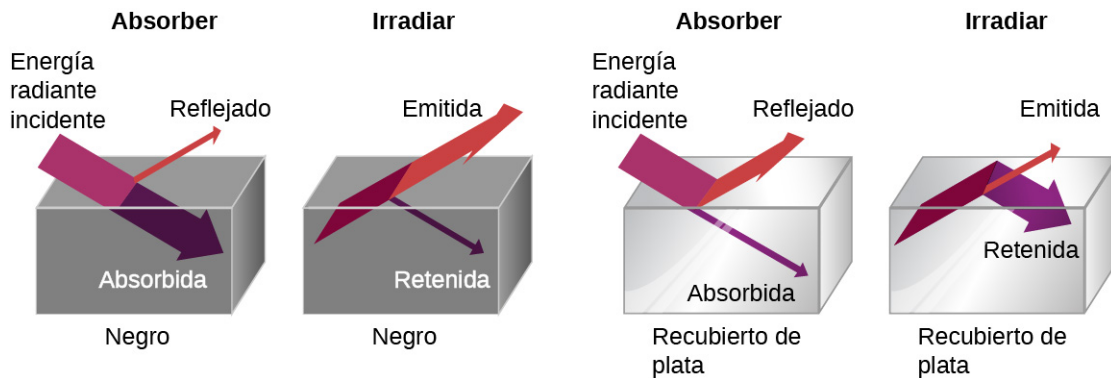 Absorber
Energía
radiante
incidente
Reflejado
Absorbida
Negro
Irradiar
Emitida
Retenida
Negro
Absorber
Energía
radiante
incidente
Reflejado
Absorbida
Recubierto de
plata
Irradiar
Emitida
Retenida
Recubierto de
plata